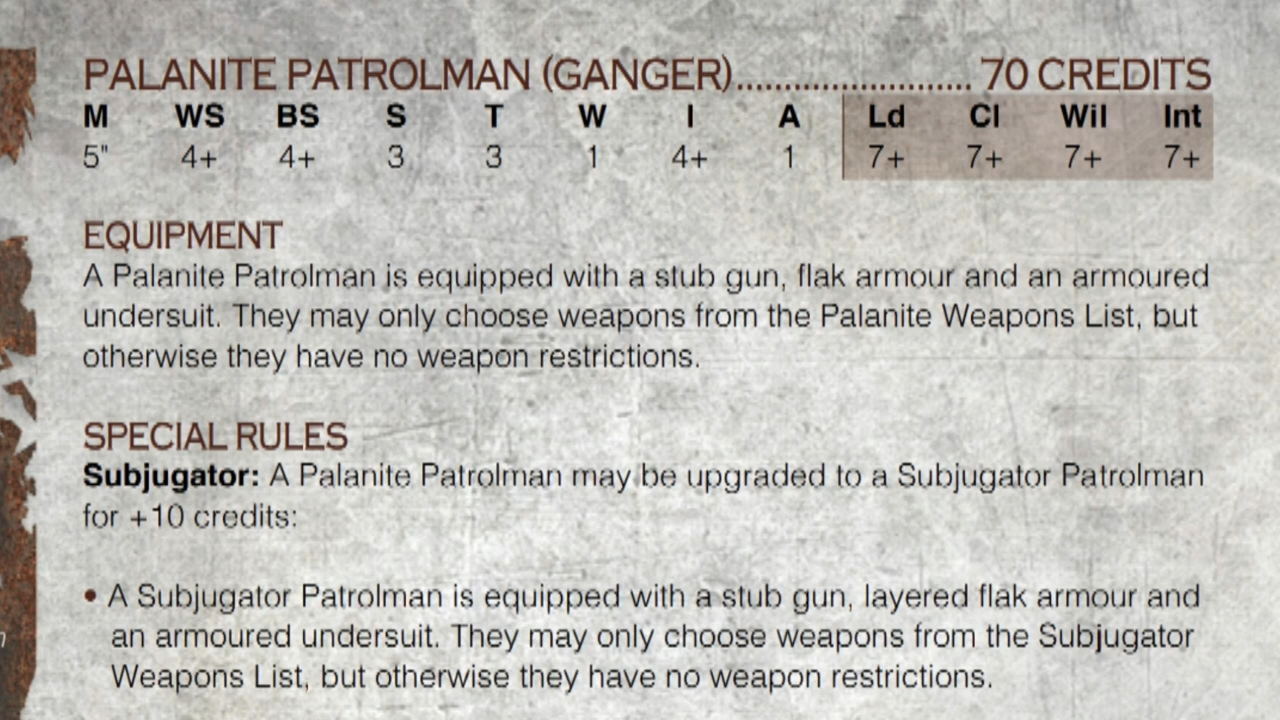 PALANITE PATROLMAN (GANGER)........................ 70 CREDITS
M WS BS S T W I A Ld Cl Wil Int
5" 4+ 4+ 3 3 1 4+ 1 7+ 7+ 7+ 7+
EQUIPMENT
A Palanite Patrolman is equipped with a stub gun, flak armour and an armoured
undersuit. They may only choose weapons from the Palanite Weapons List, but
otherwise they have no weapon restrictions.
SPECIAL RULES
Subjugator: A Palanite Patrolman may be upgraded to a Subjugator Patrolman
for +10 credits:
• A Subjugator Patrolman is equipped with a stub gun, layered flak armour and
an armoured undersuit. They may only choose weapons from the Subjugator
Weapons List, but otherwise they have no weapon restrictions.